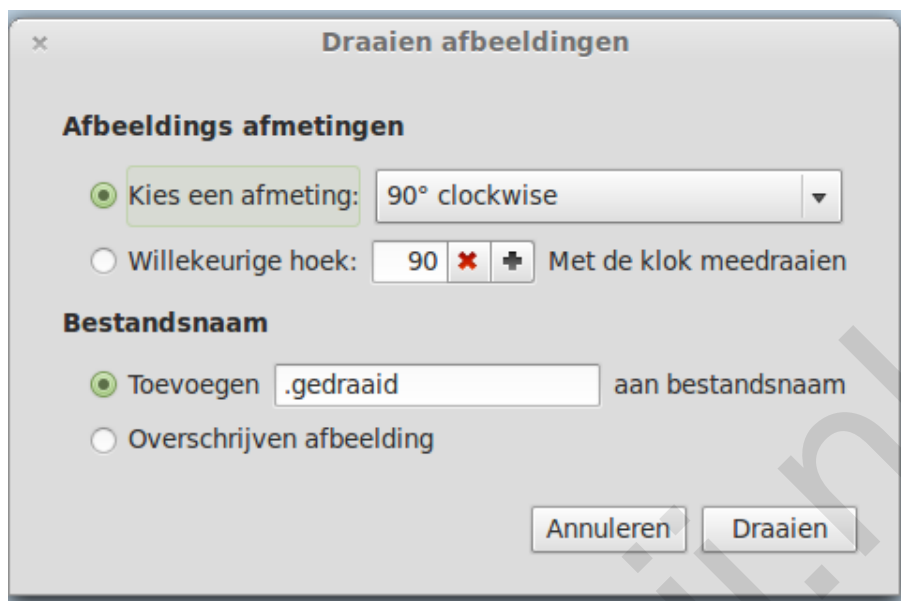 Draaien afbeeldingen
Afbeeldings afmetingen
Kies een afmeting: 90° clockwise
Willekeurige hoek: 90 Met de klok meedraaien
Bestandsnaam
Toevoegen .gedraaid aan bestandsnaam
Overschrijven afbeelding
Annuleren Draaien